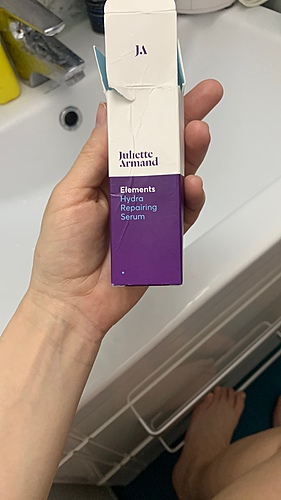 JA
Juliette
Armand
Elements
Hydra
Repairing
Serum